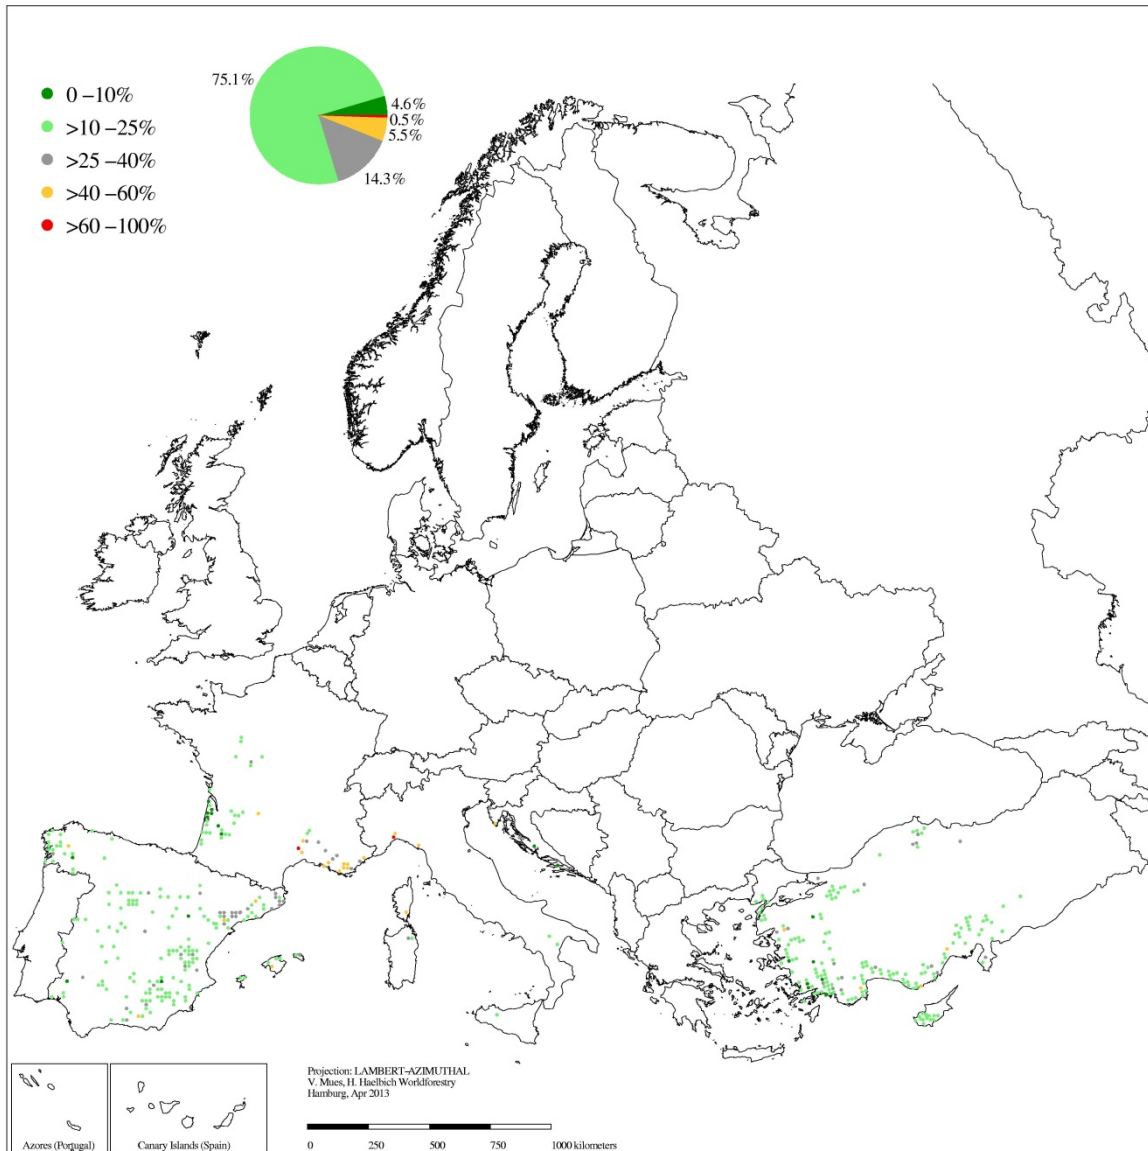 75.1%
4.6%
0.5%
5.5%
14.3%
0 –10%
>10 –25%
>25 –40%
>40 –60%
>60 –100%
Projection: LAMBERT–AZIMUTHAL
V. Mues, H. Haelbich Worldforestry
Hamburg, Apr 2013
Azores (Portugal)
Canary Islands (Spain)
0 250 500 750 1000 kilometers